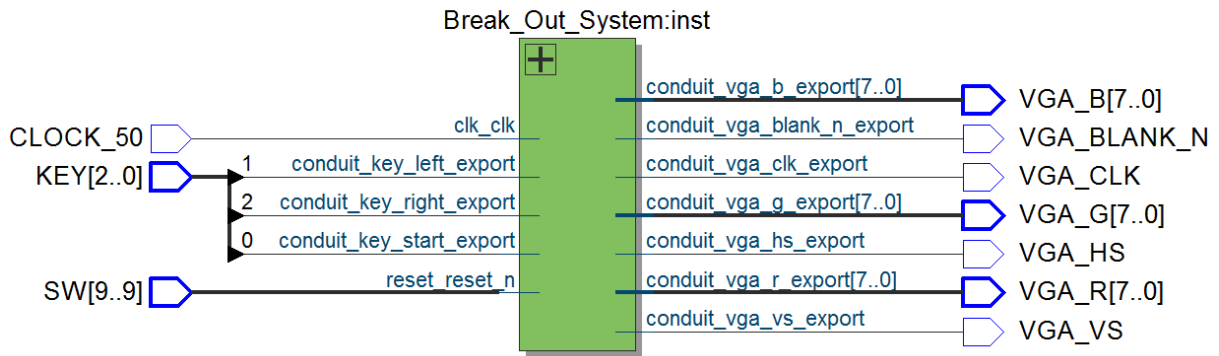 Break_Out_System:inst
CLOCK_50
KEY[2..0]
SW[9..9]
1
2
0
clk_clk
conduit_key_left_export
conduit_key_right_export
conduit_key_start_export
reset_reset_n
conduit_vga_b_export[7..0]
conduit_vga_blank_n_export
conduit_vga_clk_export
conduit_vga_g_export[7..0]
conduit_vga_hs_export
conduit_vga_r_export[7..0]
conduit_vga_vs_export
VGA_B[7..0]
VGA_BLANK_N
VGA_CLK
VGA_G[7..0]
VGA_HS
VGA_R[7..0]
VGA_VS